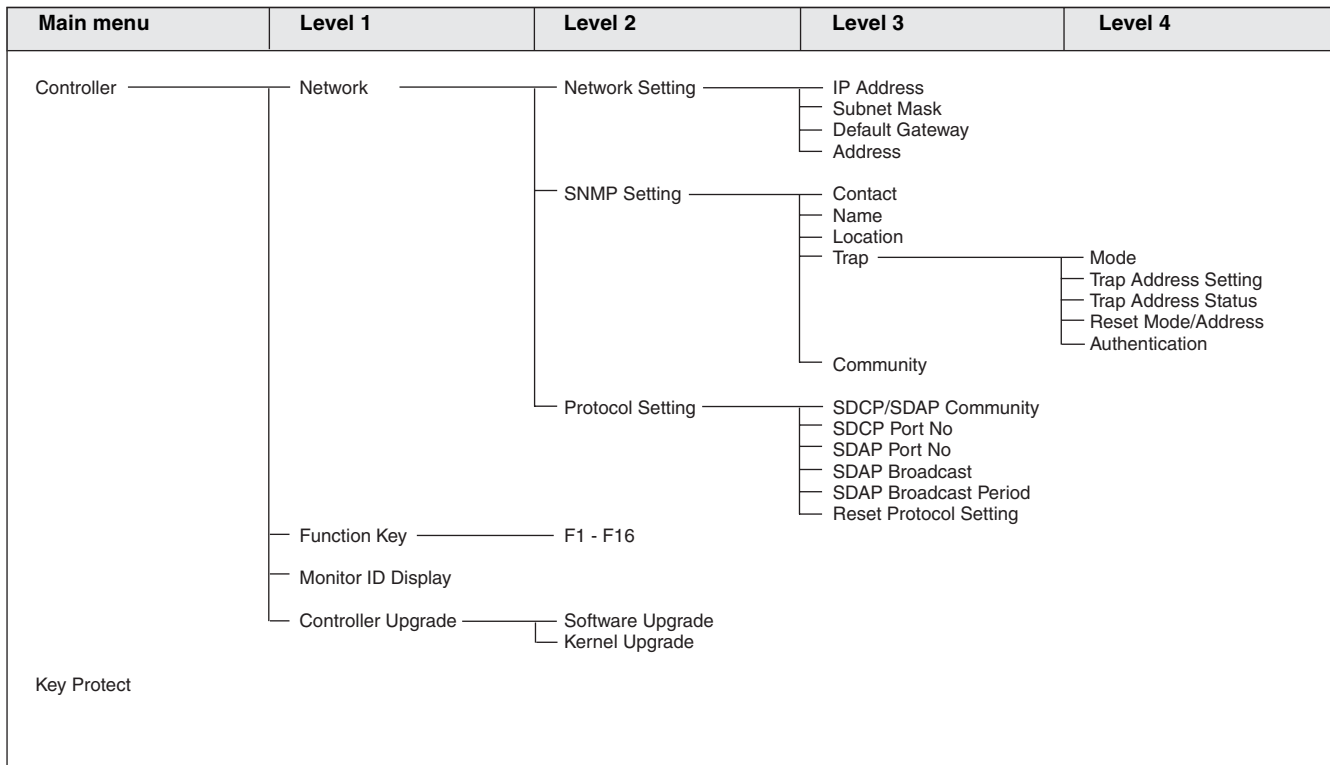 Main menu Level 1 Level 2 Level 3 Level 4
Controller Network Network Setting IP Address
Subnet Mask
Default Gateway
Address
SNMP Setting Contact
Name
Location
Trap Mode
Trap Address Setting
Trap Address Status
Reset Mode/Address
Authentication
Community
Protocol Setting SDCP/SDAP Community
SDCP Port No
SDAP Port No
SDAP Broadcast
SDAP Broadcast Period
Reset Protocol Setting
Function Key F1 - F16
Monitor ID Display
Controller Upgrade Software Upgrade
Kernel Upgrade
Key Protect